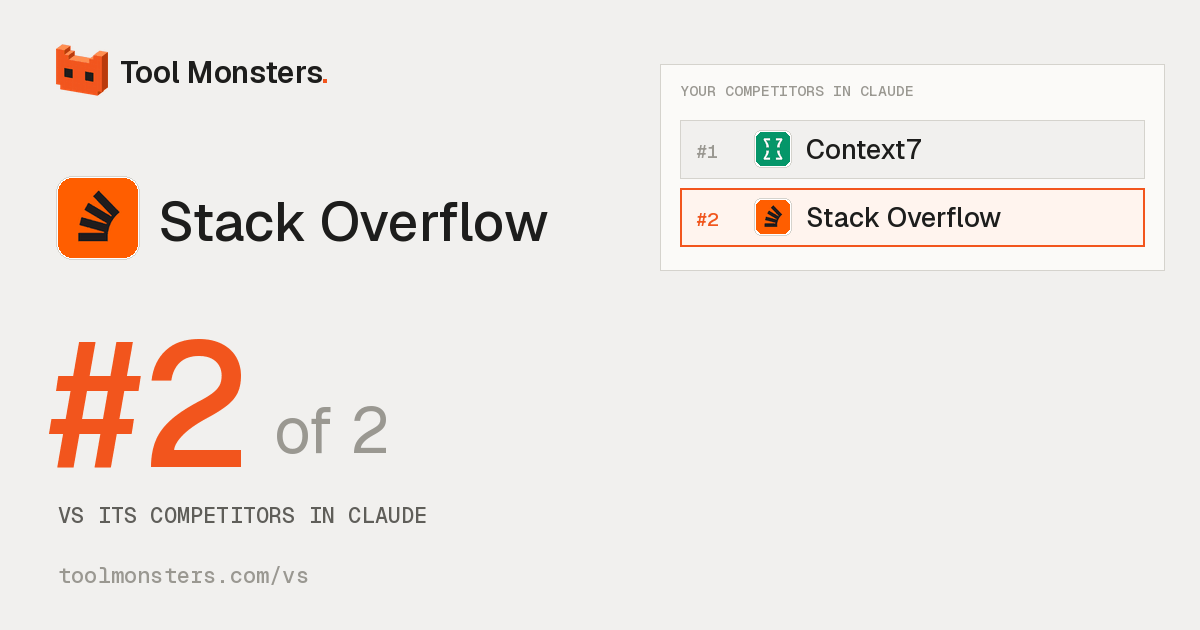 Tool Monsters.
Stack Overflow
#2 of 2
VS ITS COMPETITORS IN CLAUDE
toolmonsters.com/vs
YOUR COMPETITORS IN CLAUDE
#1 Context7
#2 Stack Overflow